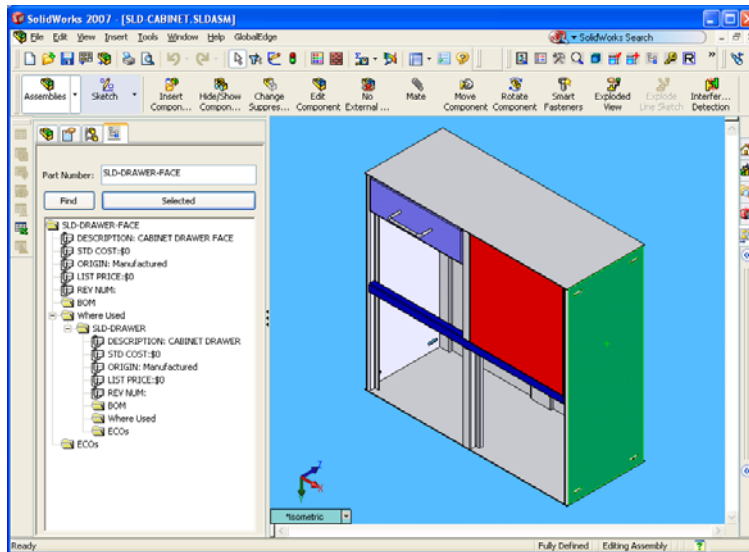 SolidWorks 2007 - [SLD-CABINET.SLDASM]
File Edit View Insert Tools Window Help GlobalEdge
SolidWorks Search
Assemblies
Sketch
Insert Compon...
Hide/Show Compon...
Change Suppres...
Edit Component
No External ...
Mate
Move Component
Rotate Component
Smart Fasteners
Exploded View
Explode Line Sketch
Interfer... Detection
Part Number: SLD-DRAWER-FACE
Find Selected
SLD-DRAWER-FACE
DESCRIPTION: CABINET DRAWER FACE
STD COST:$0
ORIGIN: Manufactured
LIST PRICE:$0
REV NUM:
BOM
Where Used
SLD-DRAWER
DESCRIPTION: CABINET DRAWER
STD COST:$0
ORIGIN: Manufactured
LIST PRICE:$0
REV NUM:
BOM
Where Used
ECOs
ECOs
Z
X
Y
*Isometric
Ready Fully Defined Editing Assembly